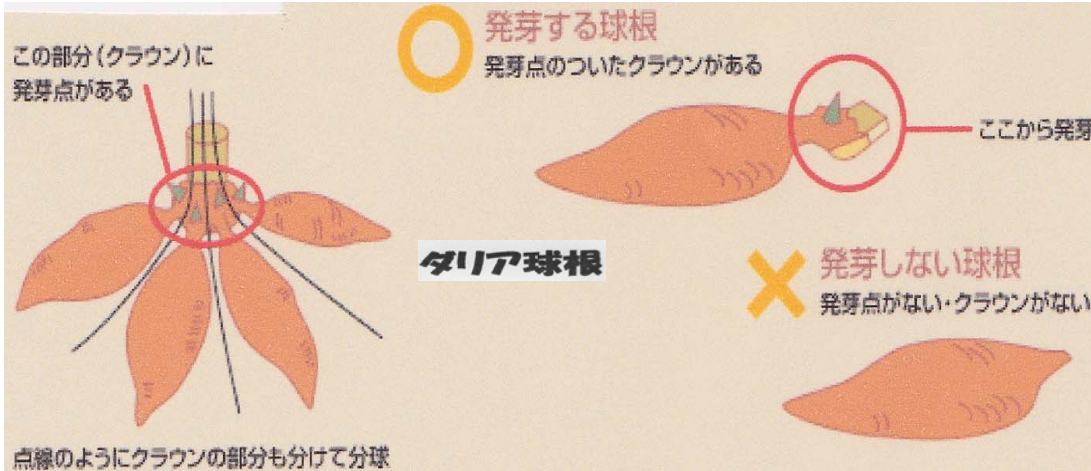 この部分(クラウン)に
発芽点がある
発芽する球根
発芽点のついたクラウンがある
ここから発芽
ダリア球根
発芽しない球根
発芽点がない・クラウンがない
点線のようにクラウンの部分も分けて分球